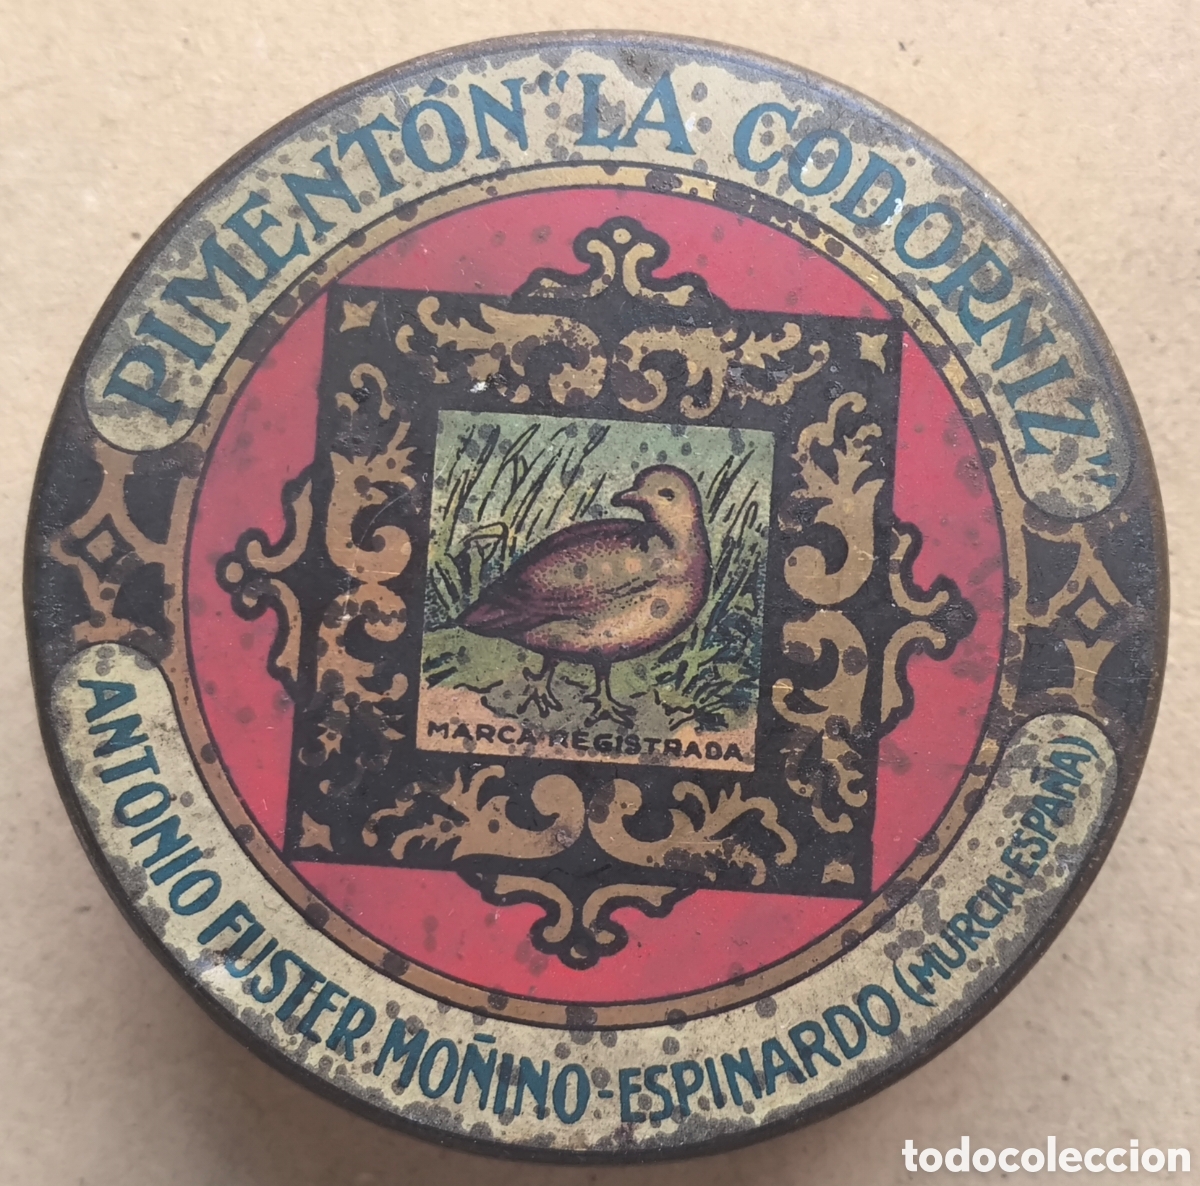 PIMENTÓN "LA CODORNIZ"
MARCA REGISTRADA
ANTONIO FUSTER MOÑINO-ESPINARDO (MURCIA-ESPAÑA)
todocoleccion